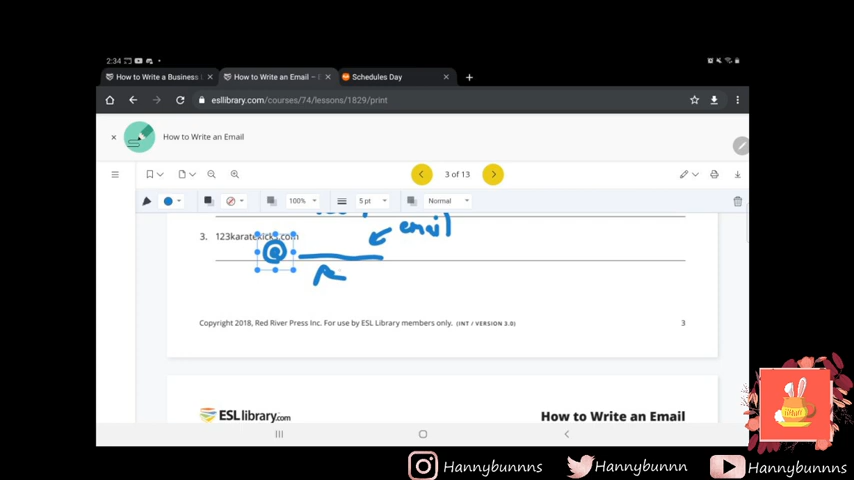 2:34
How to Write a Business L
How to Write an Email – E
Schedules Day
esllibrary.com/courses/74/lessons/1829/print
How to Write an Email
3 of 13
100%
5 pt
Normal
email
3. 123karatekicks.com
@
Copyright 2018, Red River Press Inc. For use by ESL Library members only. (INT / VERSION 3.0)
3
ESLlibrary.com
How to Write an Email
Hannybunnns
Hannybunnn
Hannybunnns